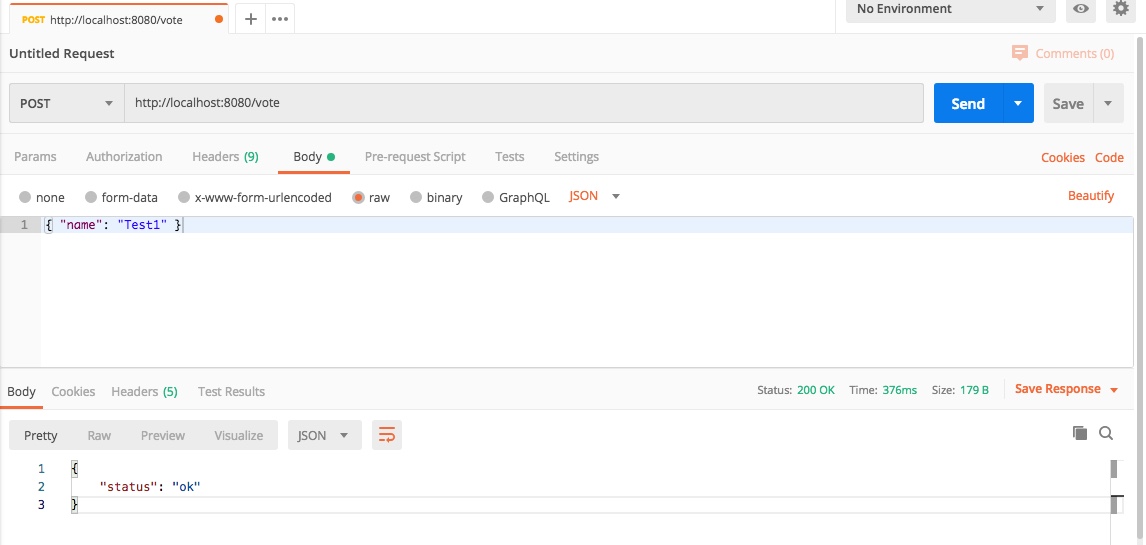 POST http://localhost:8080/vote + ••• No Environment
Untitled Request Comments (0)
POST http://localhost:8080/vote Send Save
Params Authorization Headers (9) Body Pre-request Script Tests Settings Cookies Code
none form-data x-www-form-urlencoded raw binary GraphQL JSON Beautify
1 { "name": "Test1" }
Body Cookies Headers (5) Test Results Status: 200 OK Time: 376ms Size: 179 B Save Response
Pretty Raw Preview Visualize JSON
1 {
2 "status": "ok"
3 }